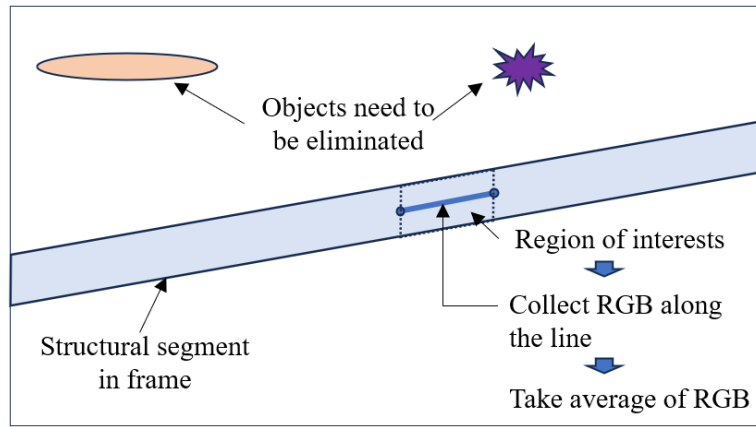 Objects need to
be eliminated
Region of interests
Collect RGB along
the line
Structural segment
in frame
Take average of RGB